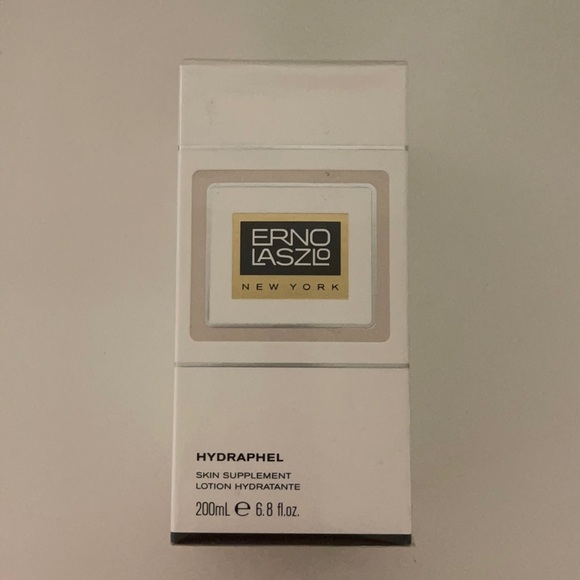 ERNO
LASZLO
NEW YORK
HYDRAPHEL
SKIN SUPPLEMENT
LOTION HYDRATANTE
200mL ℮ 6.8 fl.oz.